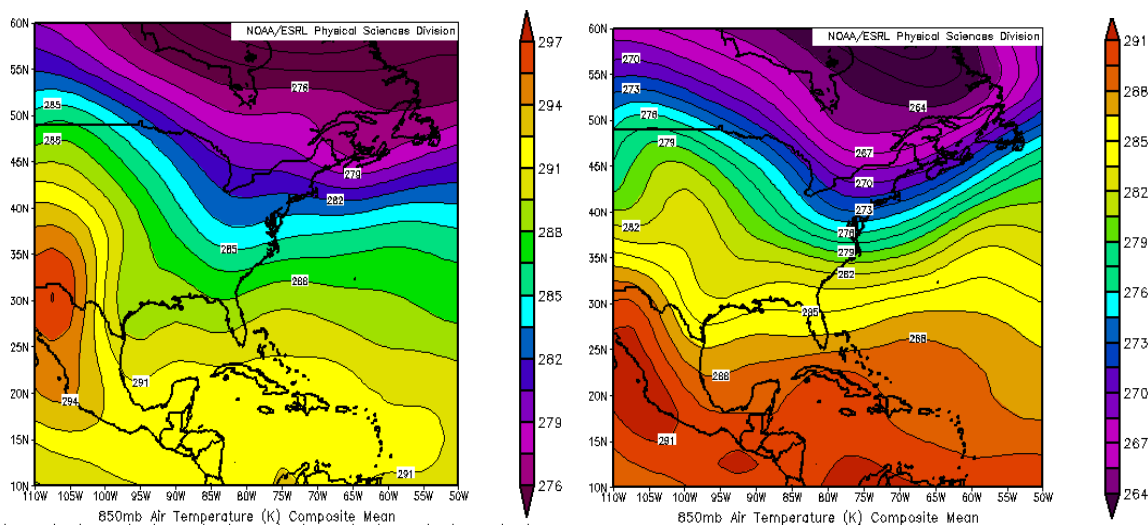 NOAA/ESRL Physical Sciences Division
60N
55N
50N
45N
40N
35N
30N
25N
20N
15N
10N
276
285
288
279
282
285
288
291
294
291
110W 105W 100W 95W 90W 85W 80W 75W 70W 65W 60W 55W 50W
850mb Air Temperature (K) Composite Mean
297
294
291
288
285
282
279
276
NOAA/ESRL Physical Sciences Division
60N
55N
50N
45N
40N
35N
30N
25N
20N
15N
10N
270
273
264
276
279
267
270
273
282
276
279
282
285
288
288
291
110W 105W 100W 95W 90W 85W 80W 75W 70W 65W 60W 55W 50W
850mb Air Temperature (K) Composite Mean
291
288
285
282
279
276
273
270
267
264